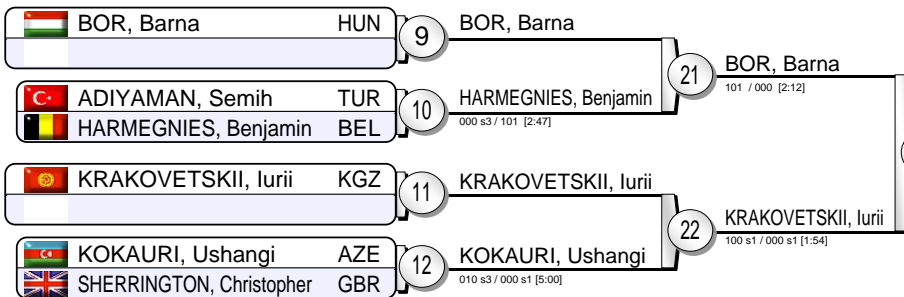 BOR, Barna HUN
9
BOR, Barna
ADIYAMAN, Semih TUR
HARMEGNIES, Benjamin BEL
10
HARMEGNIES, Benjamin
000 s3 / 101 [2:47]
21
BOR, Barna
101 / 000 [2:12]
KRAKOVETSKII, Iurii KGZ
11
KRAKOVETSKII, Iurii
KOKAURI, Ushangi AZE
SHERRINGTON, Christopher GBR
12
KOKAURI, Ushangi
010 s3 / 000 s1 [5:00]
22
KRAKOVETSKII, Iurii
100 s1 / 000 s1 [1:54]